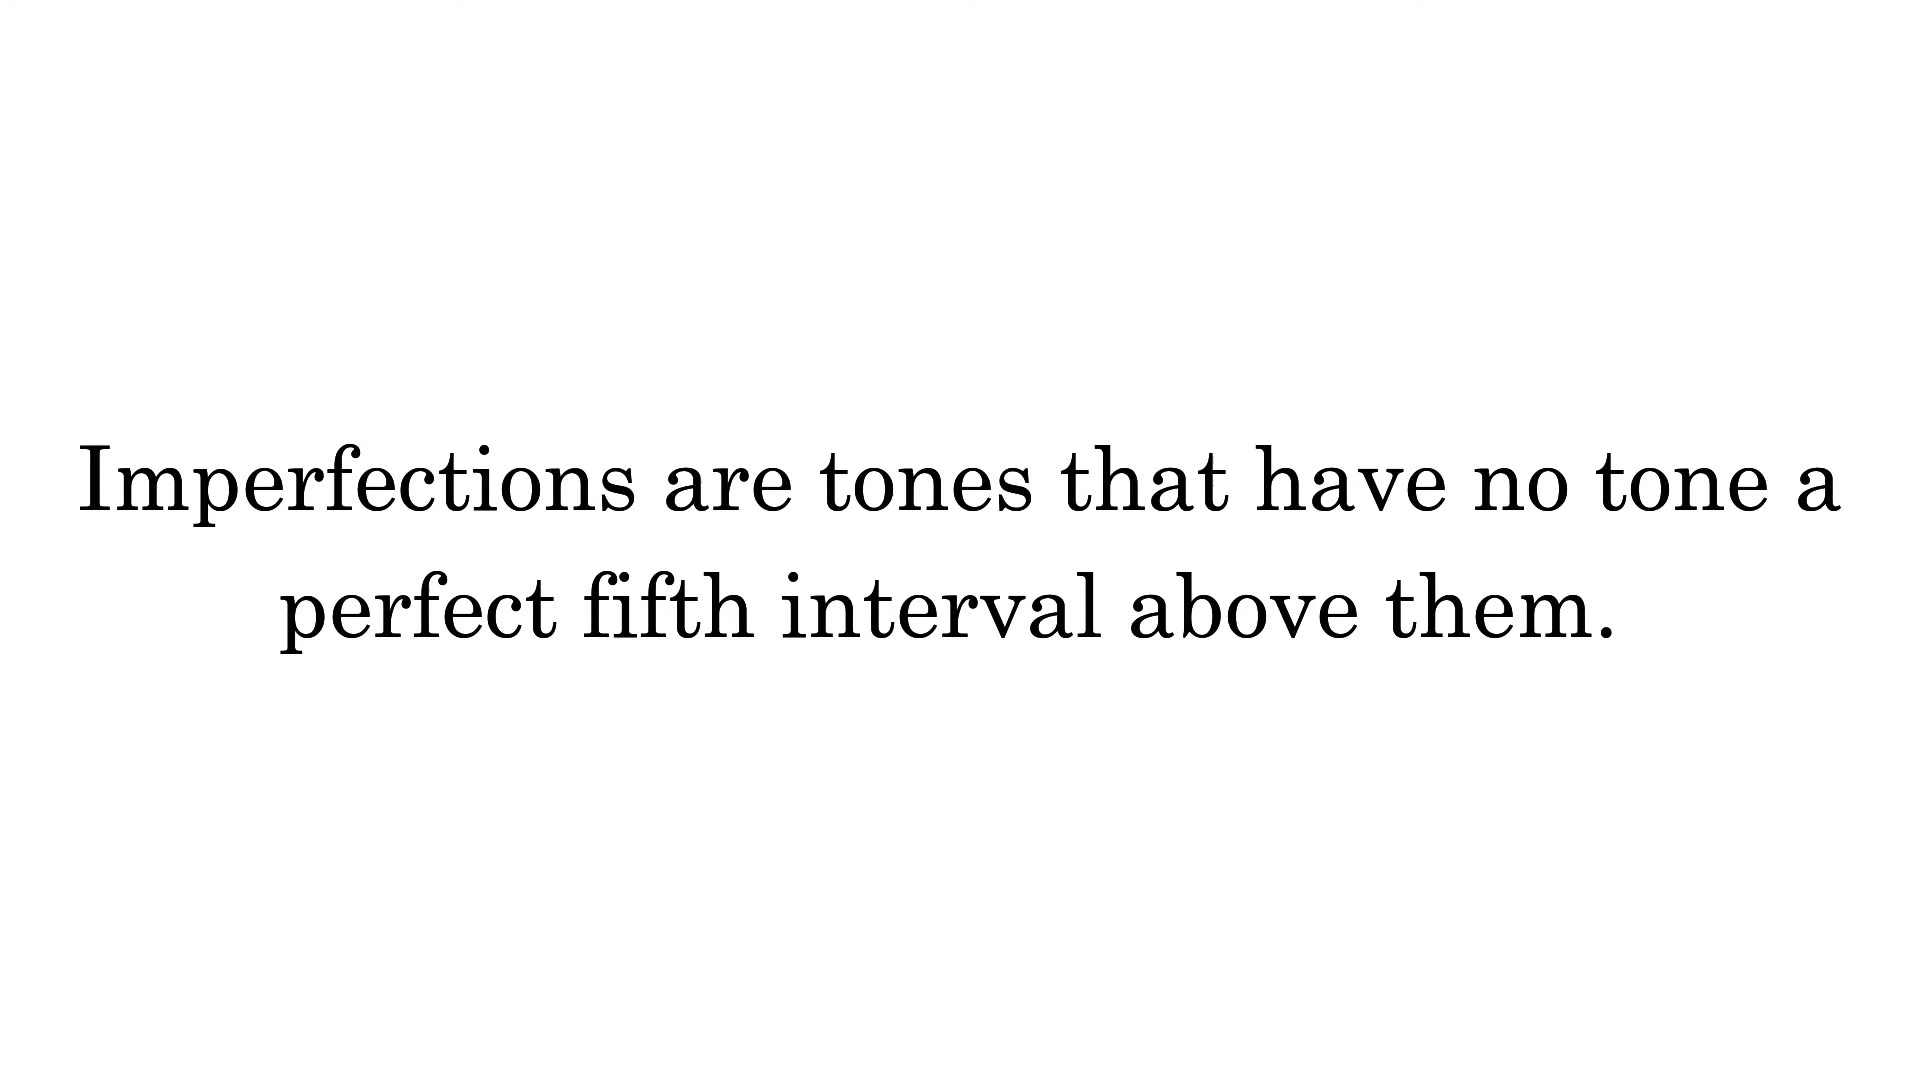 Imperfections are tones that have no tone a
perfect fifth interval above them.